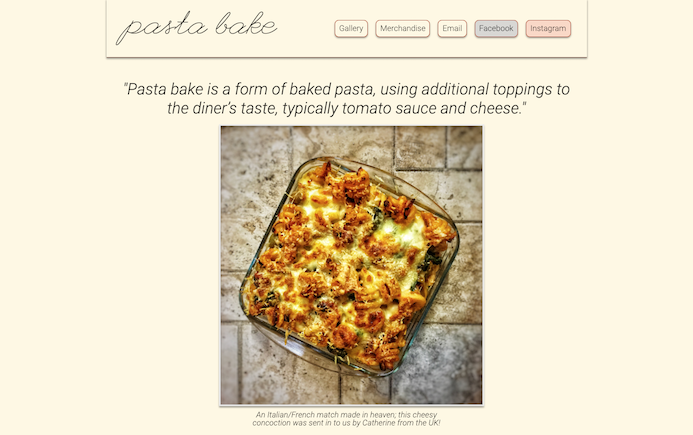 pasta bake
Gallery
Merchandise
Email
Facebook
Instagram
"Pasta bake is a form of baked pasta, using additional toppings to
the diner's taste, typically tomato sauce and cheese."
An Italian/French match made in heaven; this cheesy
concoction was sent in to us by Catherine from the UK!